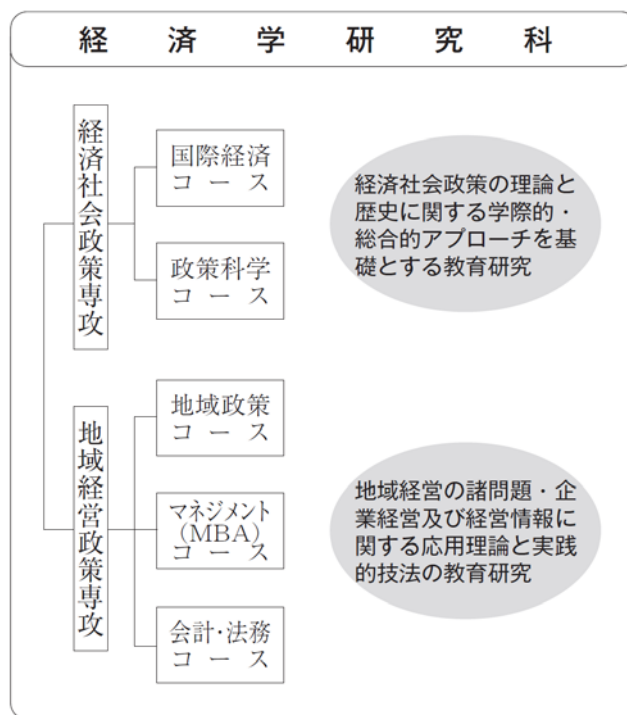 経済学研究科
経済社会政策専攻
国際経済
コース
政策科学
コース
経済社会政策の理論と
歴史に関する学際的・
総合的アプローチを基
礎とする教育研究
地域経営政策専攻
地域政策
コース
マネジメント
(MBA)
コース
会計・法務
コース
地域経営の諸問題・企
業経営及び経営情報に
関する応用理論と実践
的技法の教育研究